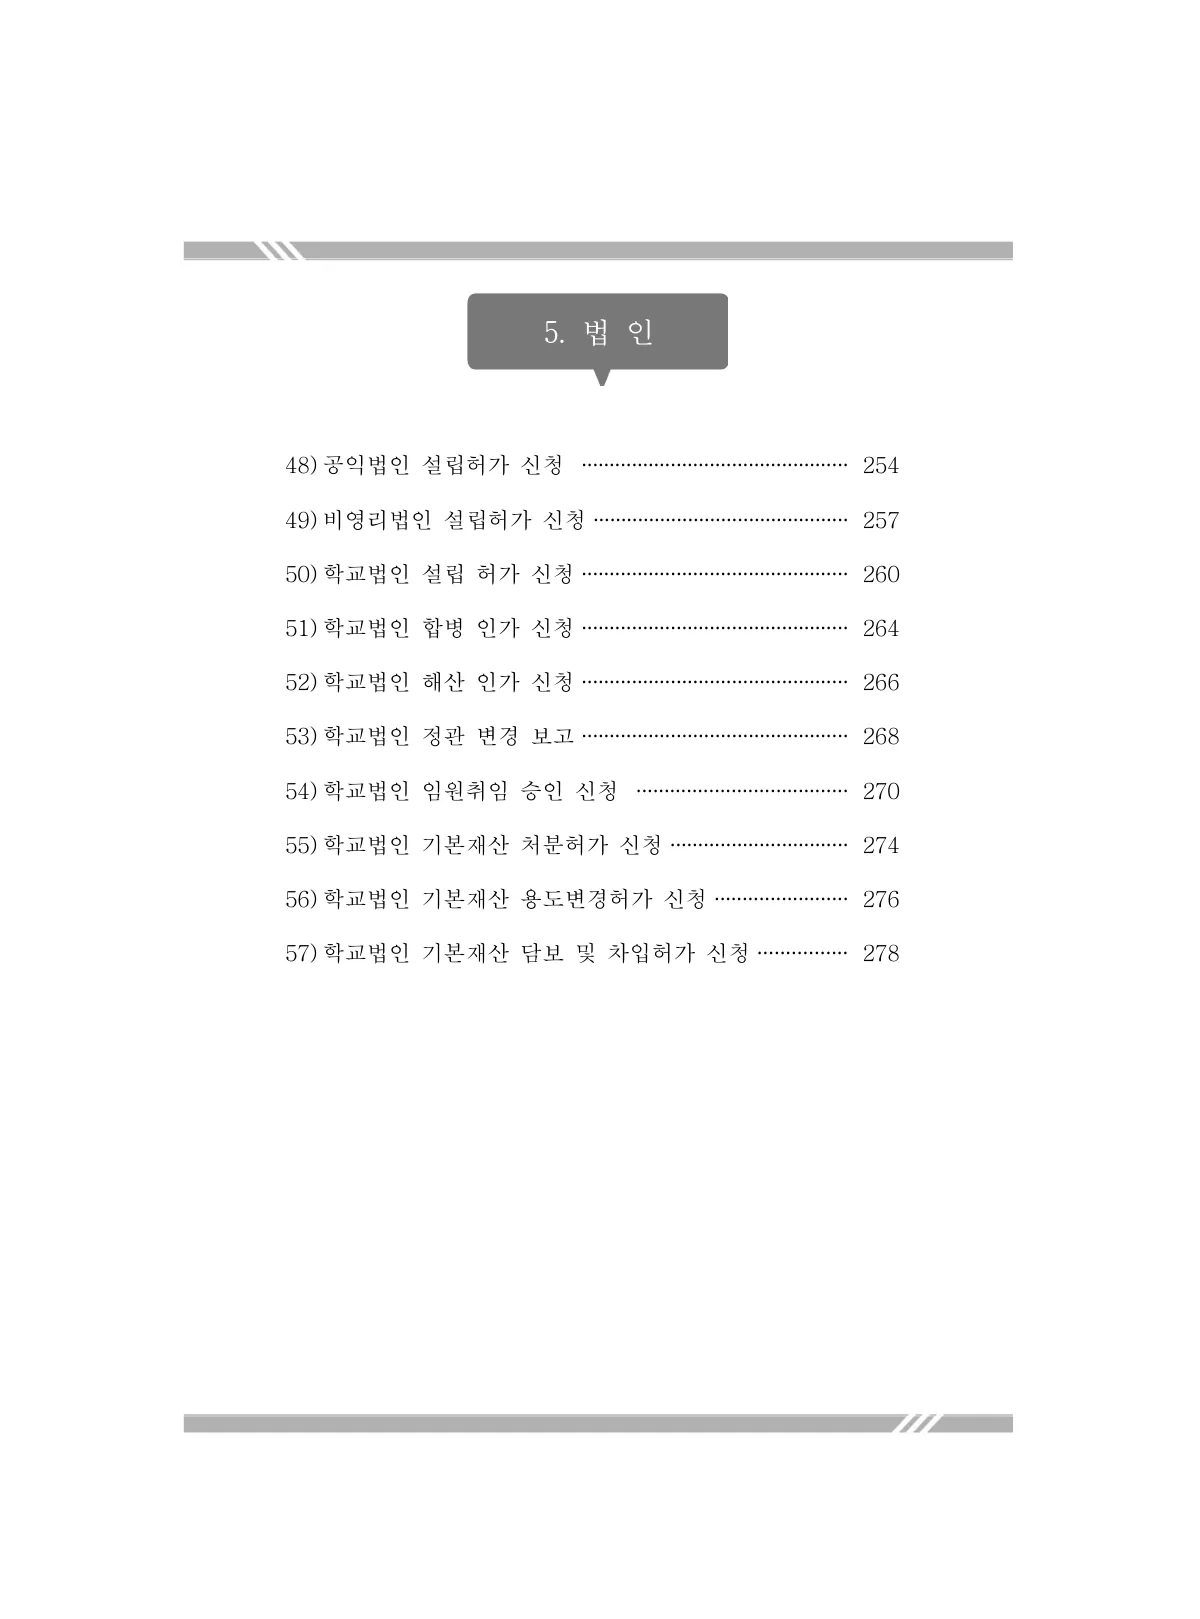 5. 법 인
48) 공익법인 설립허가 신청 ················································ 254
49) 비영리법인 설립허가 신청 ·············································· 257
50) 학교법인 설립 허가 신청 ················································ 260
51) 학교법인 합병 인가 신청 ················································ 264
52) 학교법인 해산 인가 신청 ················································ 266
53) 학교법인 정관 변경 보고 ················································ 268
54) 학교법인 임원취임 승인 신청 ······································ 270
55) 학교법인 기본재산 처분허가 신청 ································ 274
56) 학교법인 기본재산 용도변경허가 신청 ························ 276
57) 학교법인 기본재산 담보 및 차입허가 신청 ················ 278